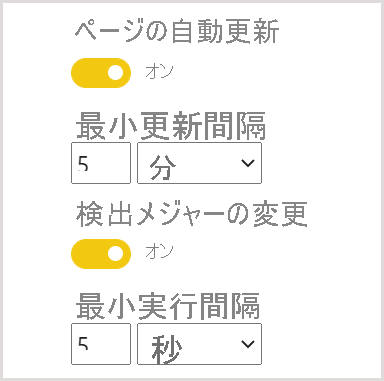 ページの自動更新
オン
最小更新間隔
5 分
検出メジャーの変更
オン
最小実行間隔
5 秒